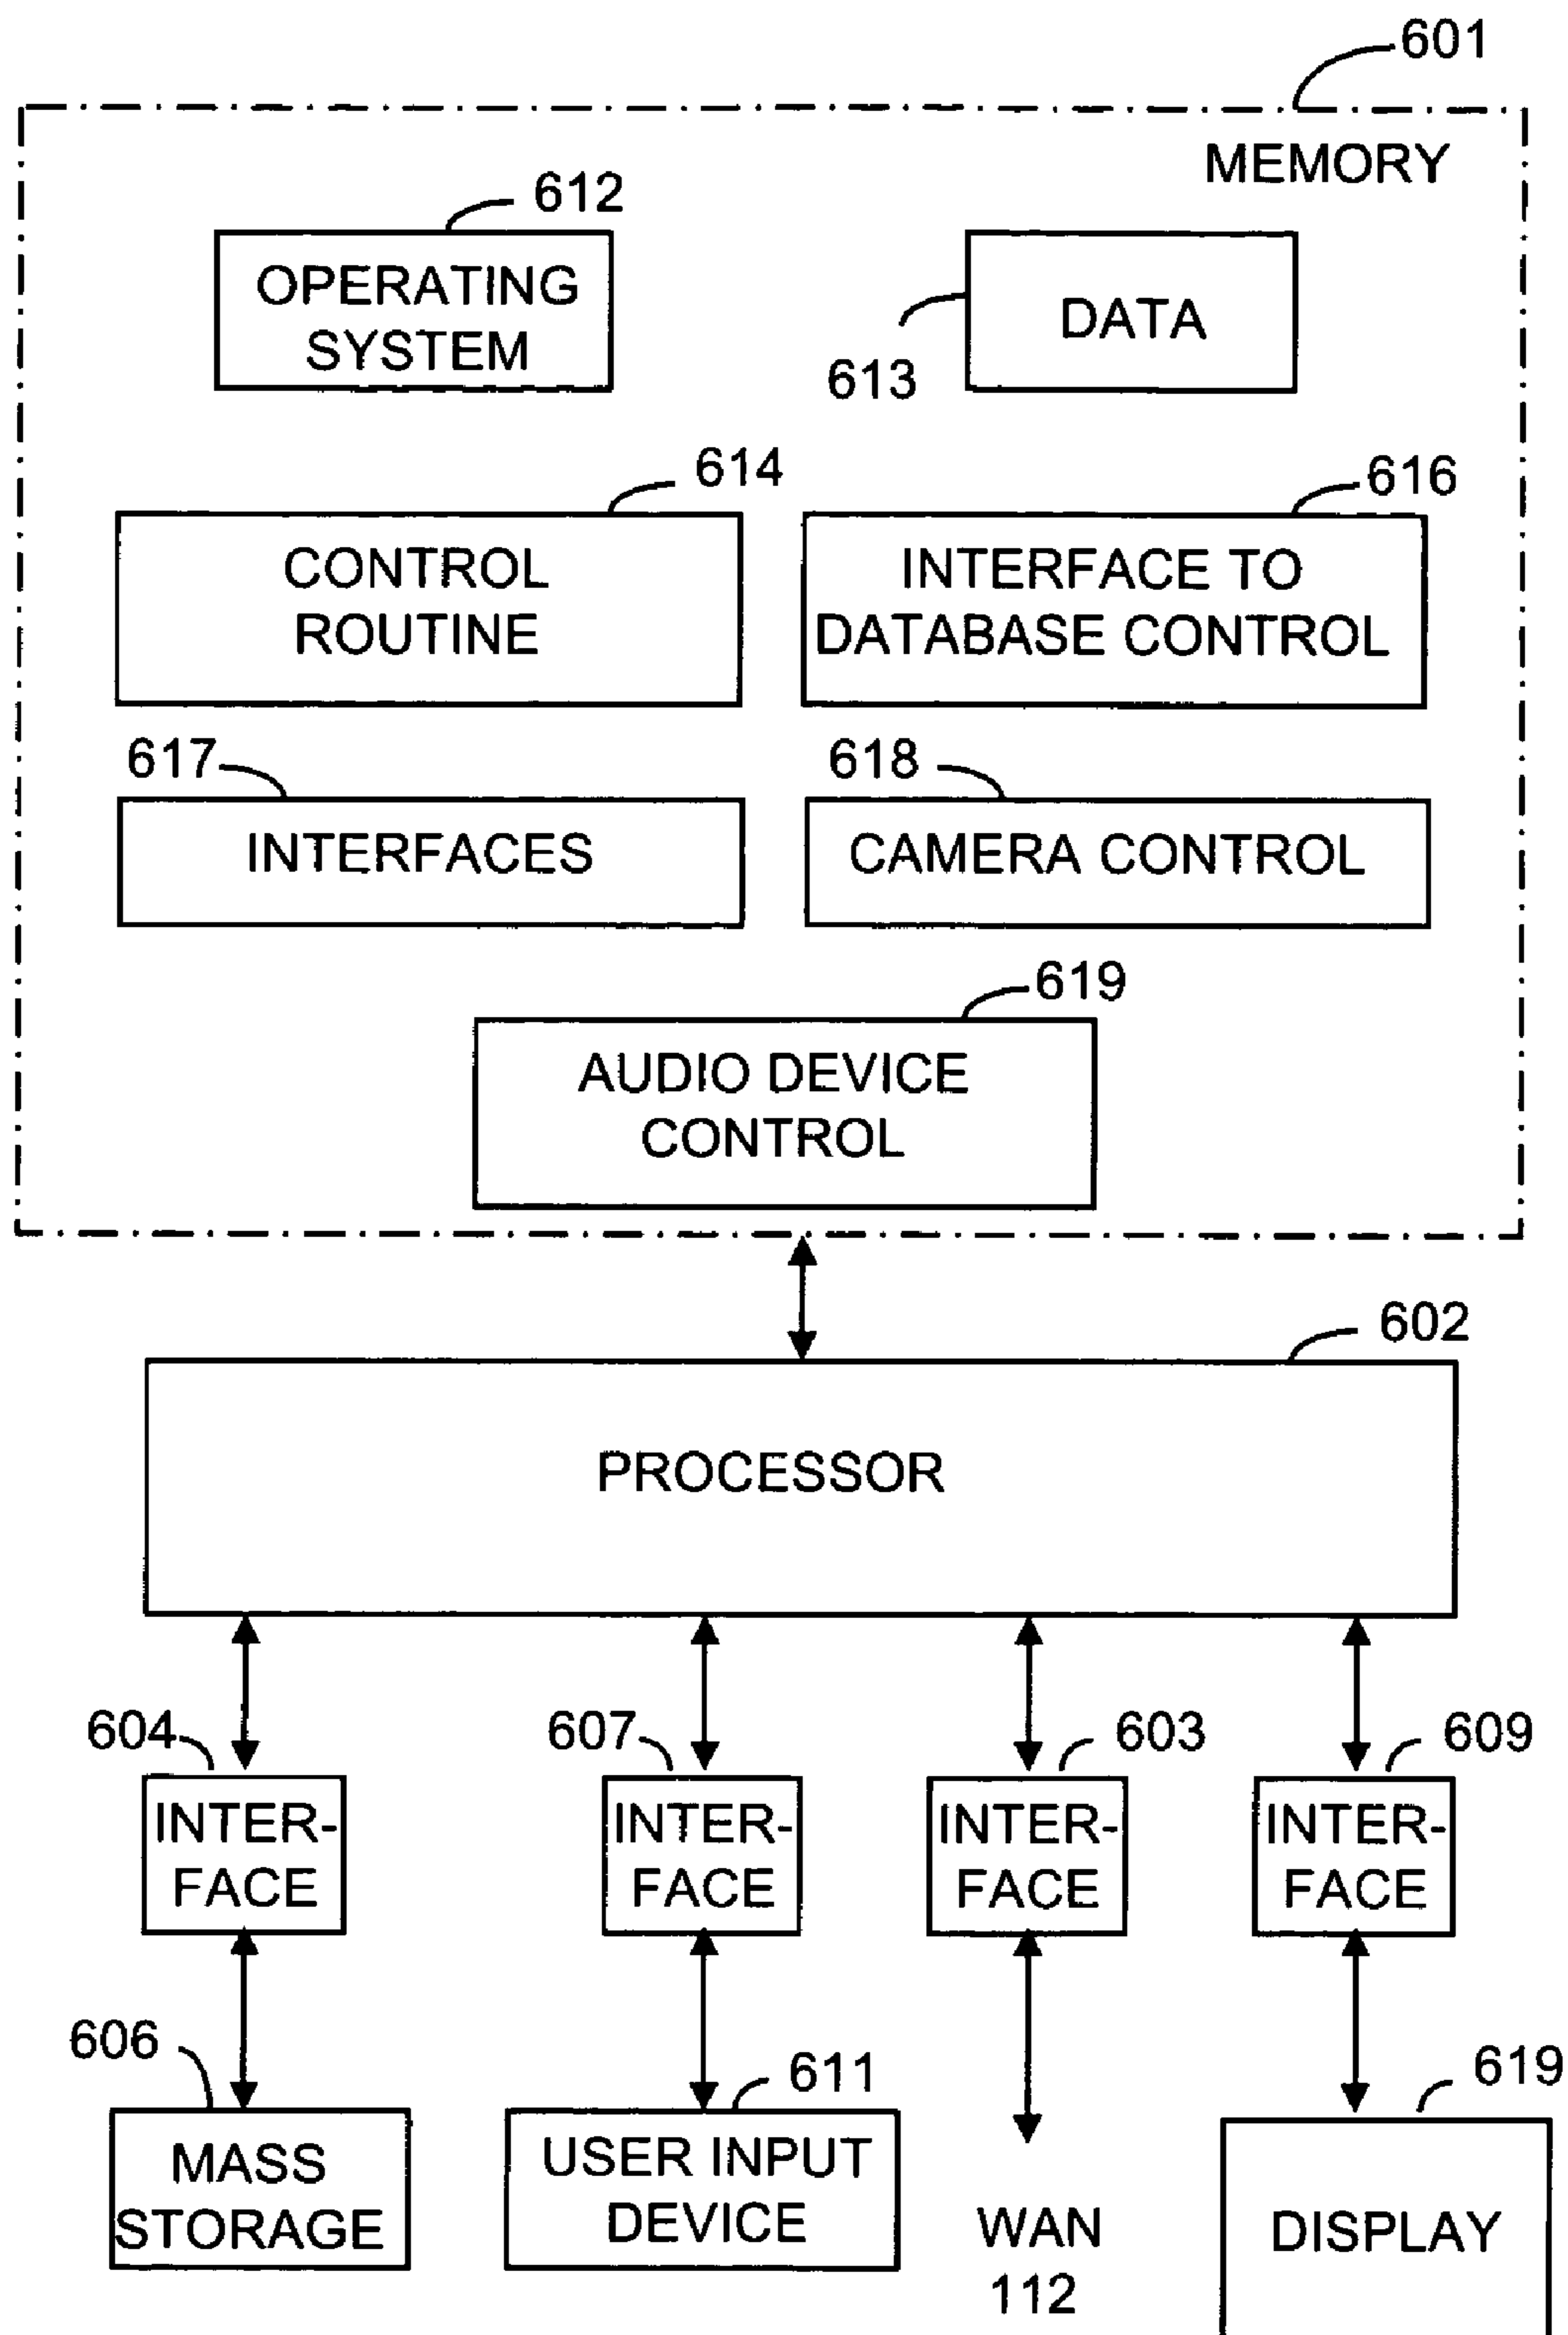 601
MEMORY
612
OPERATING
SYSTEM
DATA
613
614
CONTROL
ROUTINE
616
INTERFACE TO
DATABASE CONTROL
617
INTERFACES
618
CAMERA CONTROL
619
AUDIO DEVICE
CONTROL
602
PROCESSOR
604
INTER-
FACE
607
INTER-
FACE
603
INTER-
FACE
609
INTER-
FACE
606
MASS
STORAGE
611
USER INPUT
DEVICE
WAN
112
619
DISPLAY